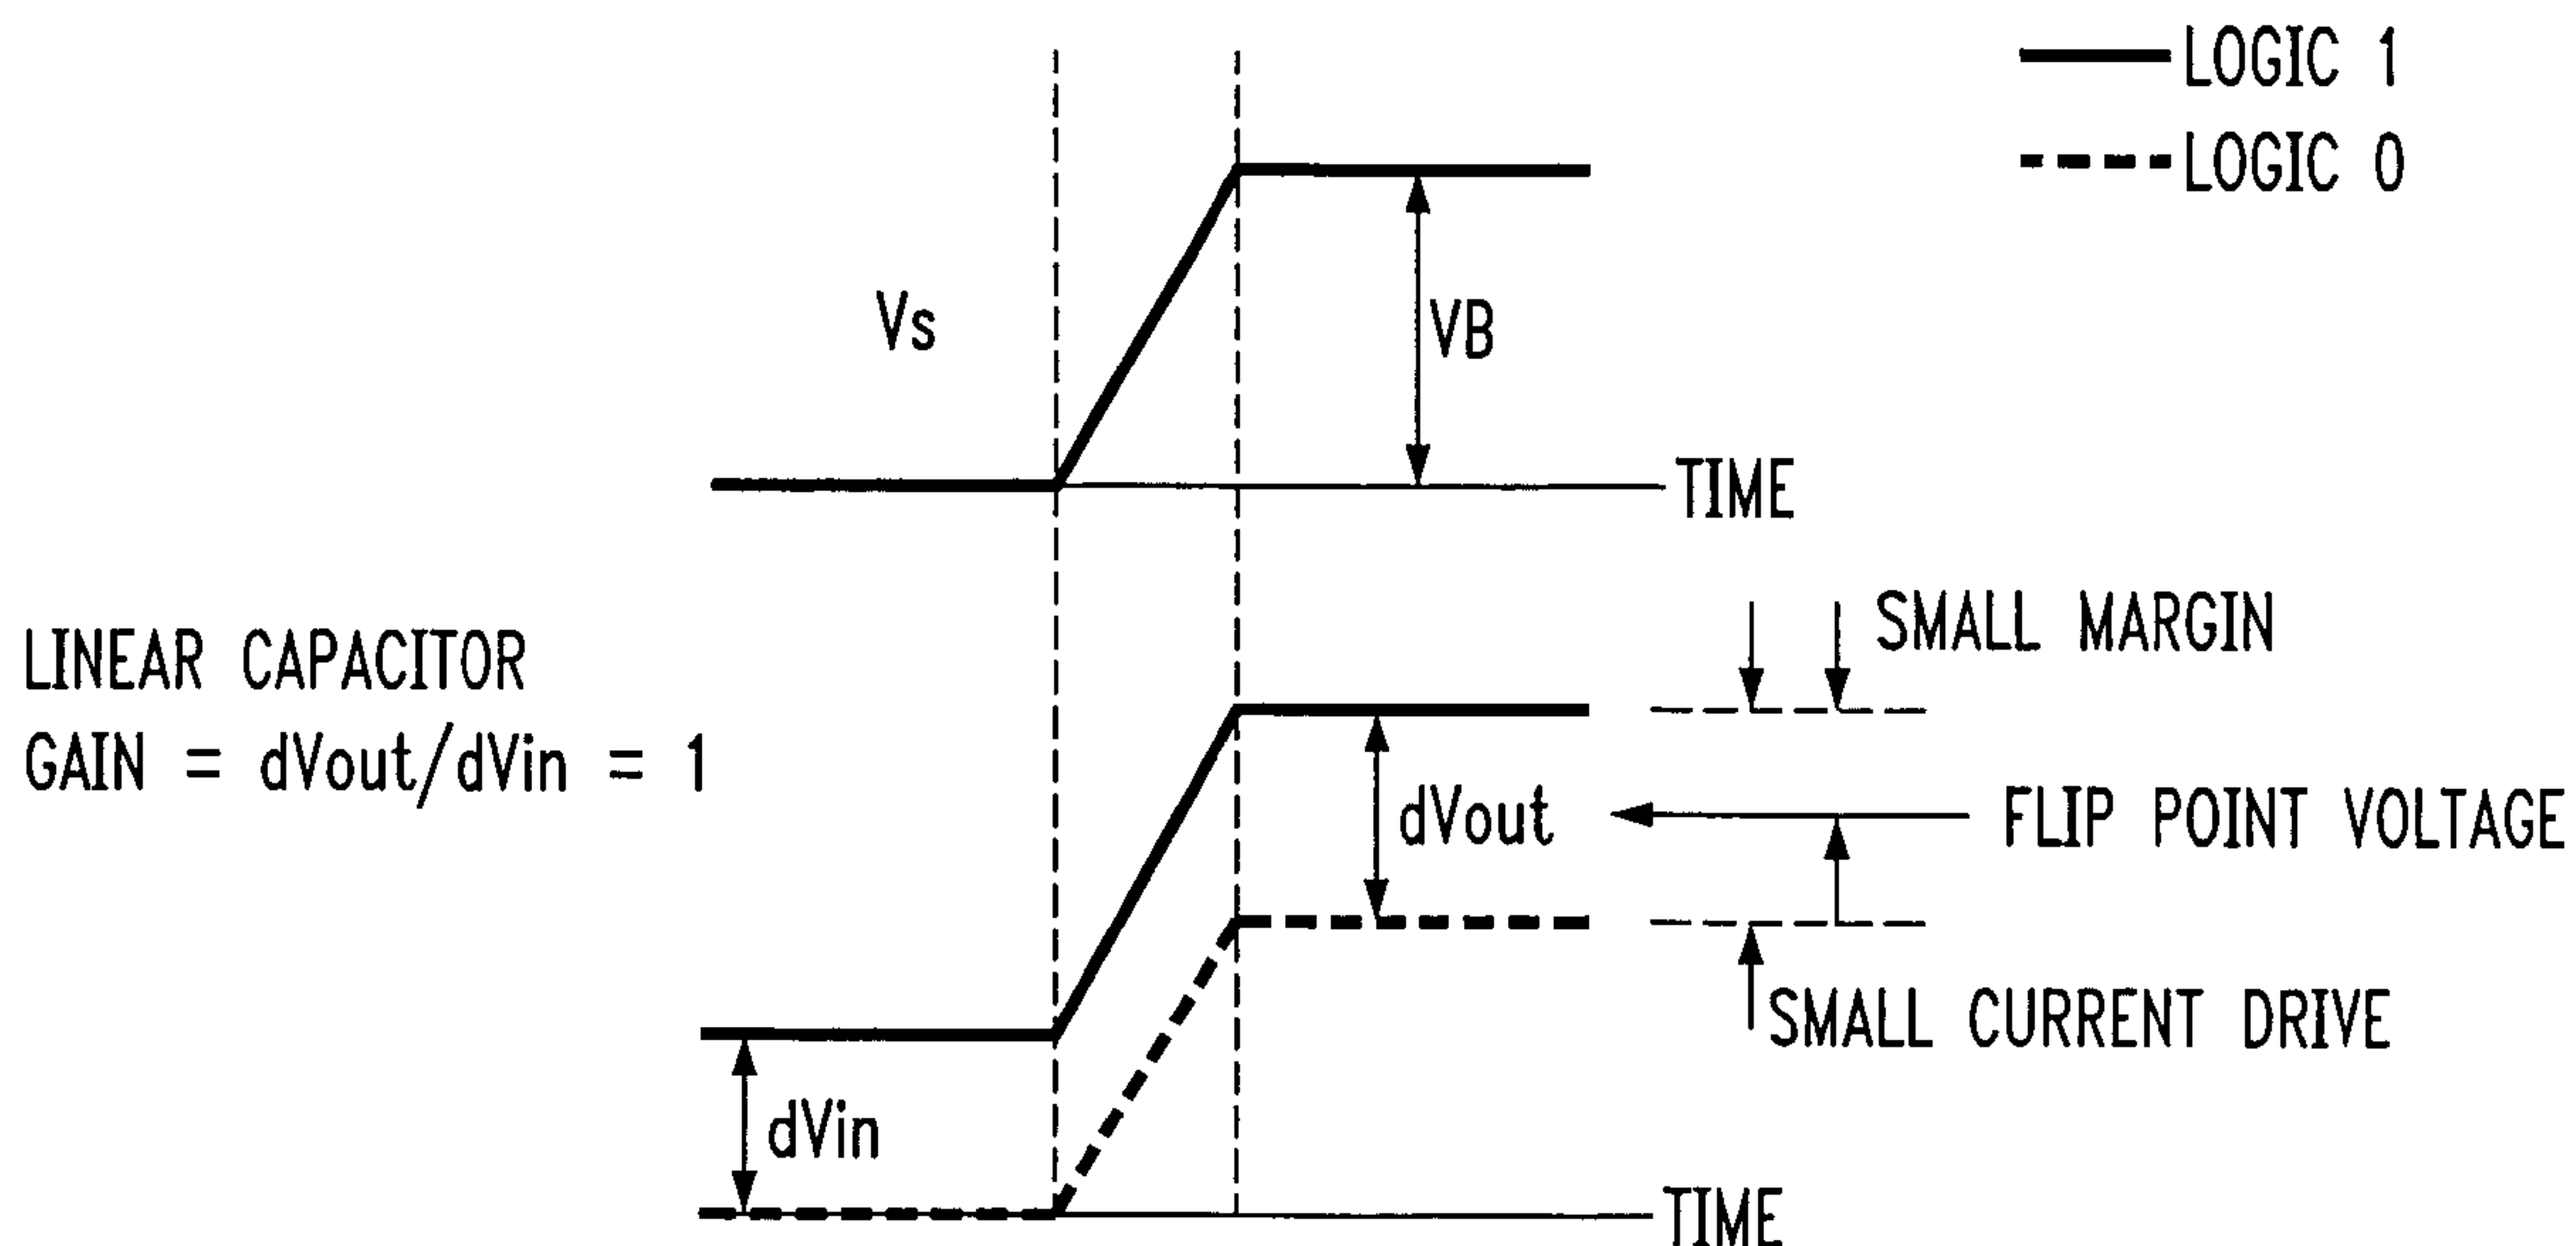 LOGIC 1
LOGIC 0
Vs
VB
TIME
LINEAR CAPACITOR
GAIN = dVout/dVin = 1
SMALL MARGIN
dVout
FLIP POINT VOLTAGE
SMALL CURRENT DRIVE
dVin
TIME